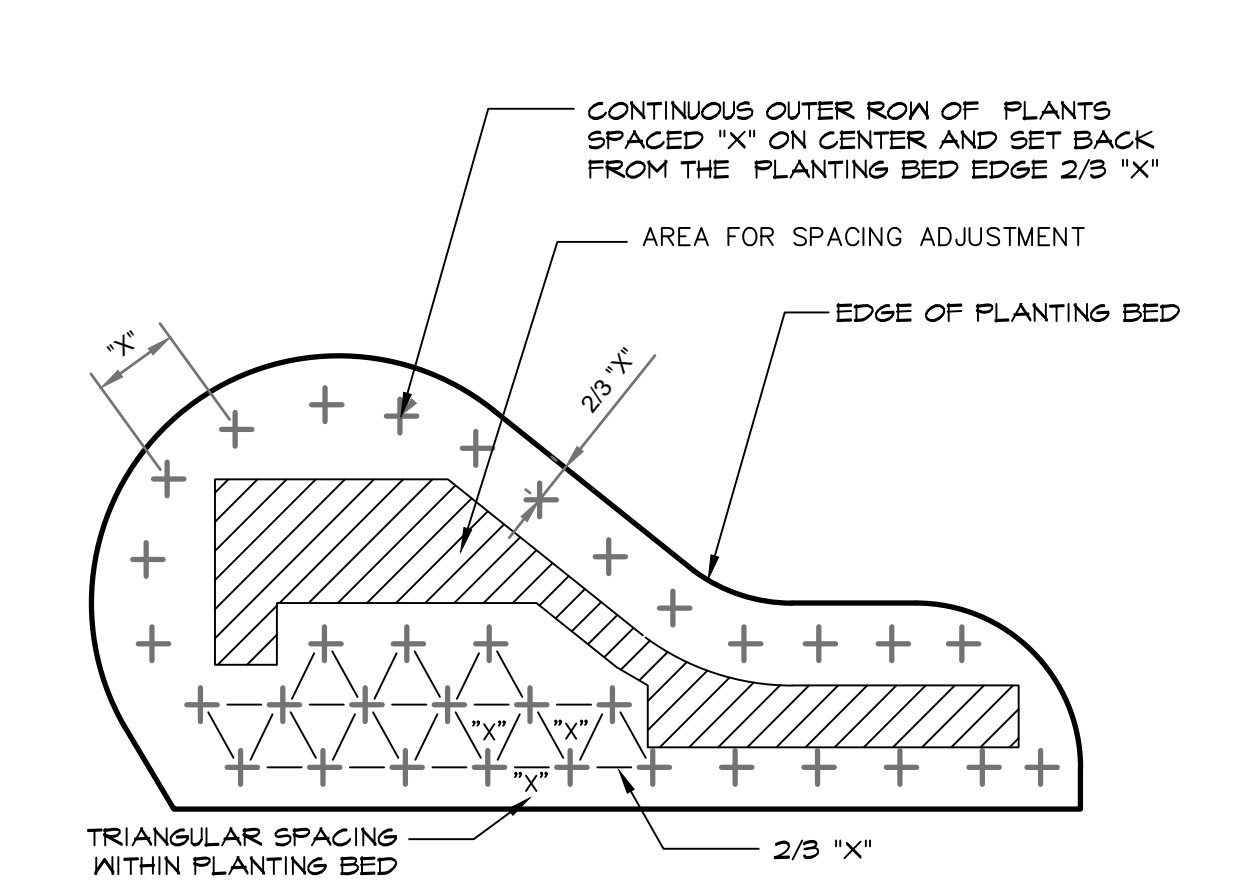 CONTINUOUS OUTER ROW OF PLANTS
SPACED "X" ON CENTER AND SET BACK
FROM THE PLANTING BED EDGE 2/3 "X"
AREA FOR SPACING ADJUSTMENT
EDGE OF PLANTING BED
"X"
2/3 "X"
"X"
"X"
"X"
TRIANGULAR SPACING
WITHIN PLANTING BED
2/3 "X"